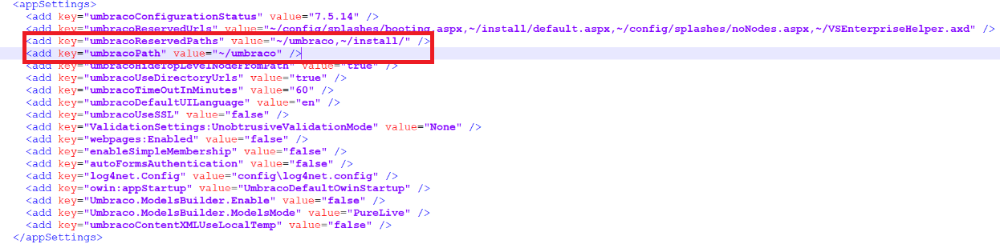 <appSettings>
<add key="umbracoConfigurationStatus" value="7.5.14" />
<add key="umbracoReservedUrls" value="~/config/splashes/booting.aspx,~/install/default.aspx,~/config/splashes/noNodes.aspx,~/VSEnterpriseHelper.axd" />
<add key="umbracoReservedPaths" value="~/umbraco,~/install/" />
<add key="umbracoPath" value="~/umbraco" />
<add key="umbracoHideTopLevelNodeFromPath" value="true" />
<add key="umbracoUseDirectoryUrls" value="true" />
<add key="umbracoTimeOutInMinutes" value="60" />
<add key="umbracoDefaultUILanguage" value="en" />
<add key="umbracoUseSSL" value="false" />
<add key="ValidationSettings:UnobtrusiveValidationMode" value="None" />
<add key="webpages:Enabled" value="false" />
<add key="enableSimpleMembership" value="false" />
<add key="autoFormsAuthentication" value="false" />
<add key="log4net.Config" value="config\log4net.config" />
<add key="owin:appStartup" value="UmbracoDefaultOwinStartup" />
<add key="Umbraco.ModelsBuilder.Enable" value="false" />
<add key="Umbraco.ModelsBuilder.ModelsMode" value="PureLive" />
<add key="umbracoContentXMLUseLocalTemp" value="false" />
</appSettings>